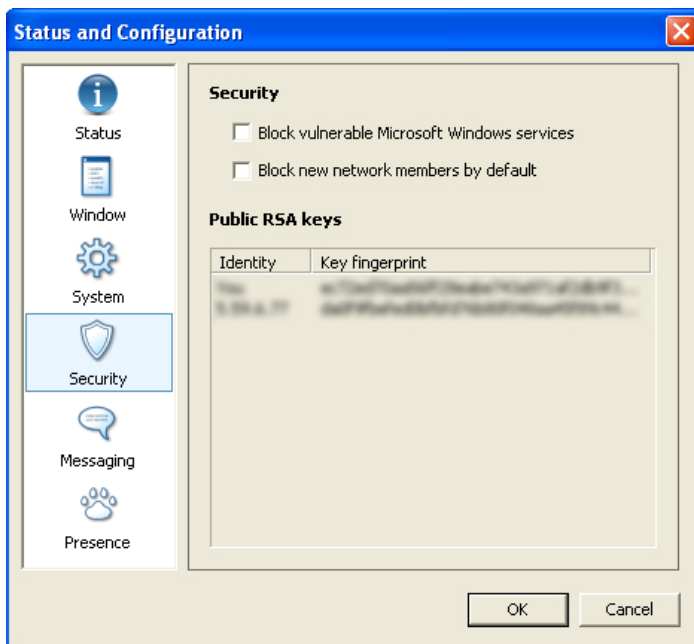 Status and Configuration
Status
Window
System
Security
Messaging
Presence
Security
Block vulnerable Microsoft Windows services
Block new network members by default
Public RSA keys
Identity Key fingerprint
OK Cancel